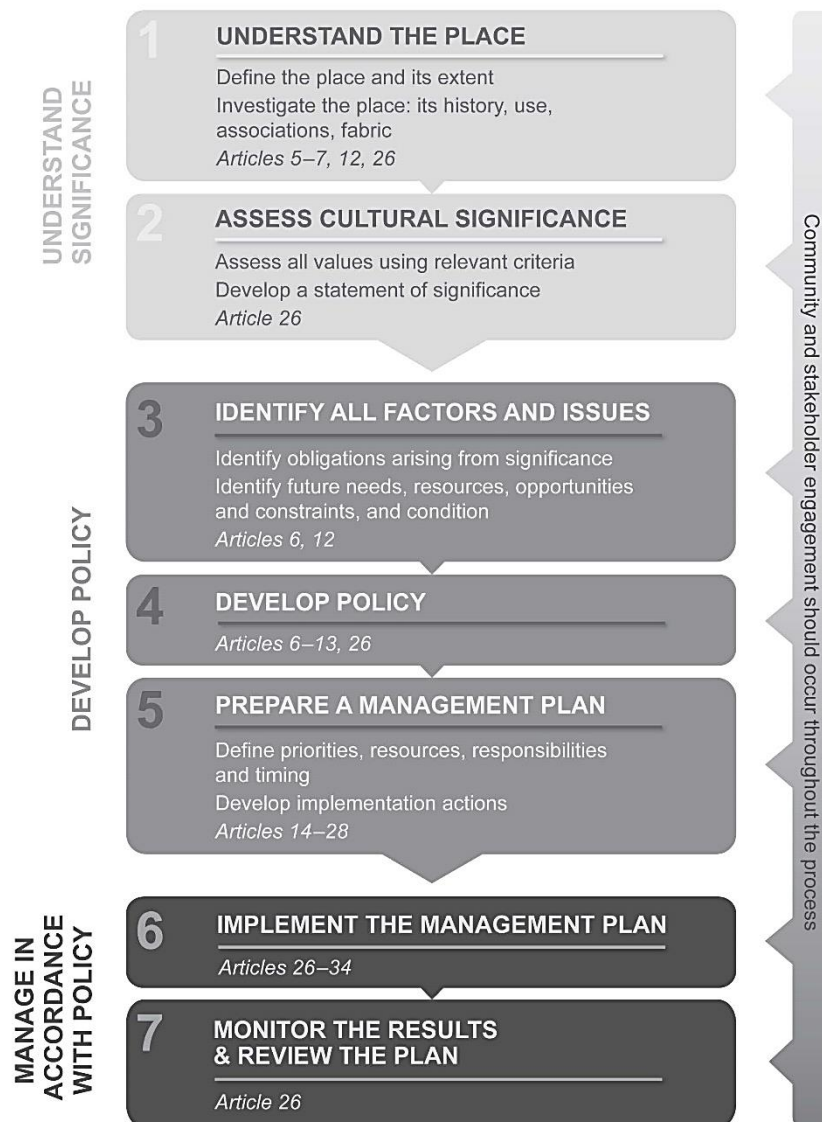 UNDERSTAND
SIGNIFICANCE
1
UNDERSTAND THE PLACE
Define the place and its extent
Investigate the place: its history, use,
associations, fabric
Articles 5–7, 12, 26
2
ASSESS CULTURAL SIGNIFICANCE
Assess all values using relevant criteria
Develop a statement of significance
Article 26
DEVELOP POLICY
3
IDENTIFY ALL FACTORS AND ISSUES
Identify obligations arising from significance
Identify future needs, resources, opportunities
and constraints, and condition
Articles 6, 12
4
DEVELOP POLICY
Articles 6–13, 26
5
PREPARE A MANAGEMENT PLAN
Define priorities, resources, responsibilities
and timing
Develop implementation actions
Articles 14–28
MANAGE IN
ACCORDANCE
WITH POLICY
6
IMPLEMENT THE MANAGEMENT PLAN
Articles 26–34
7
MONITOR THE RESULTS
& REVIEW THE PLAN
Article 26
Community and stakeholder engagement should occur throughout the process